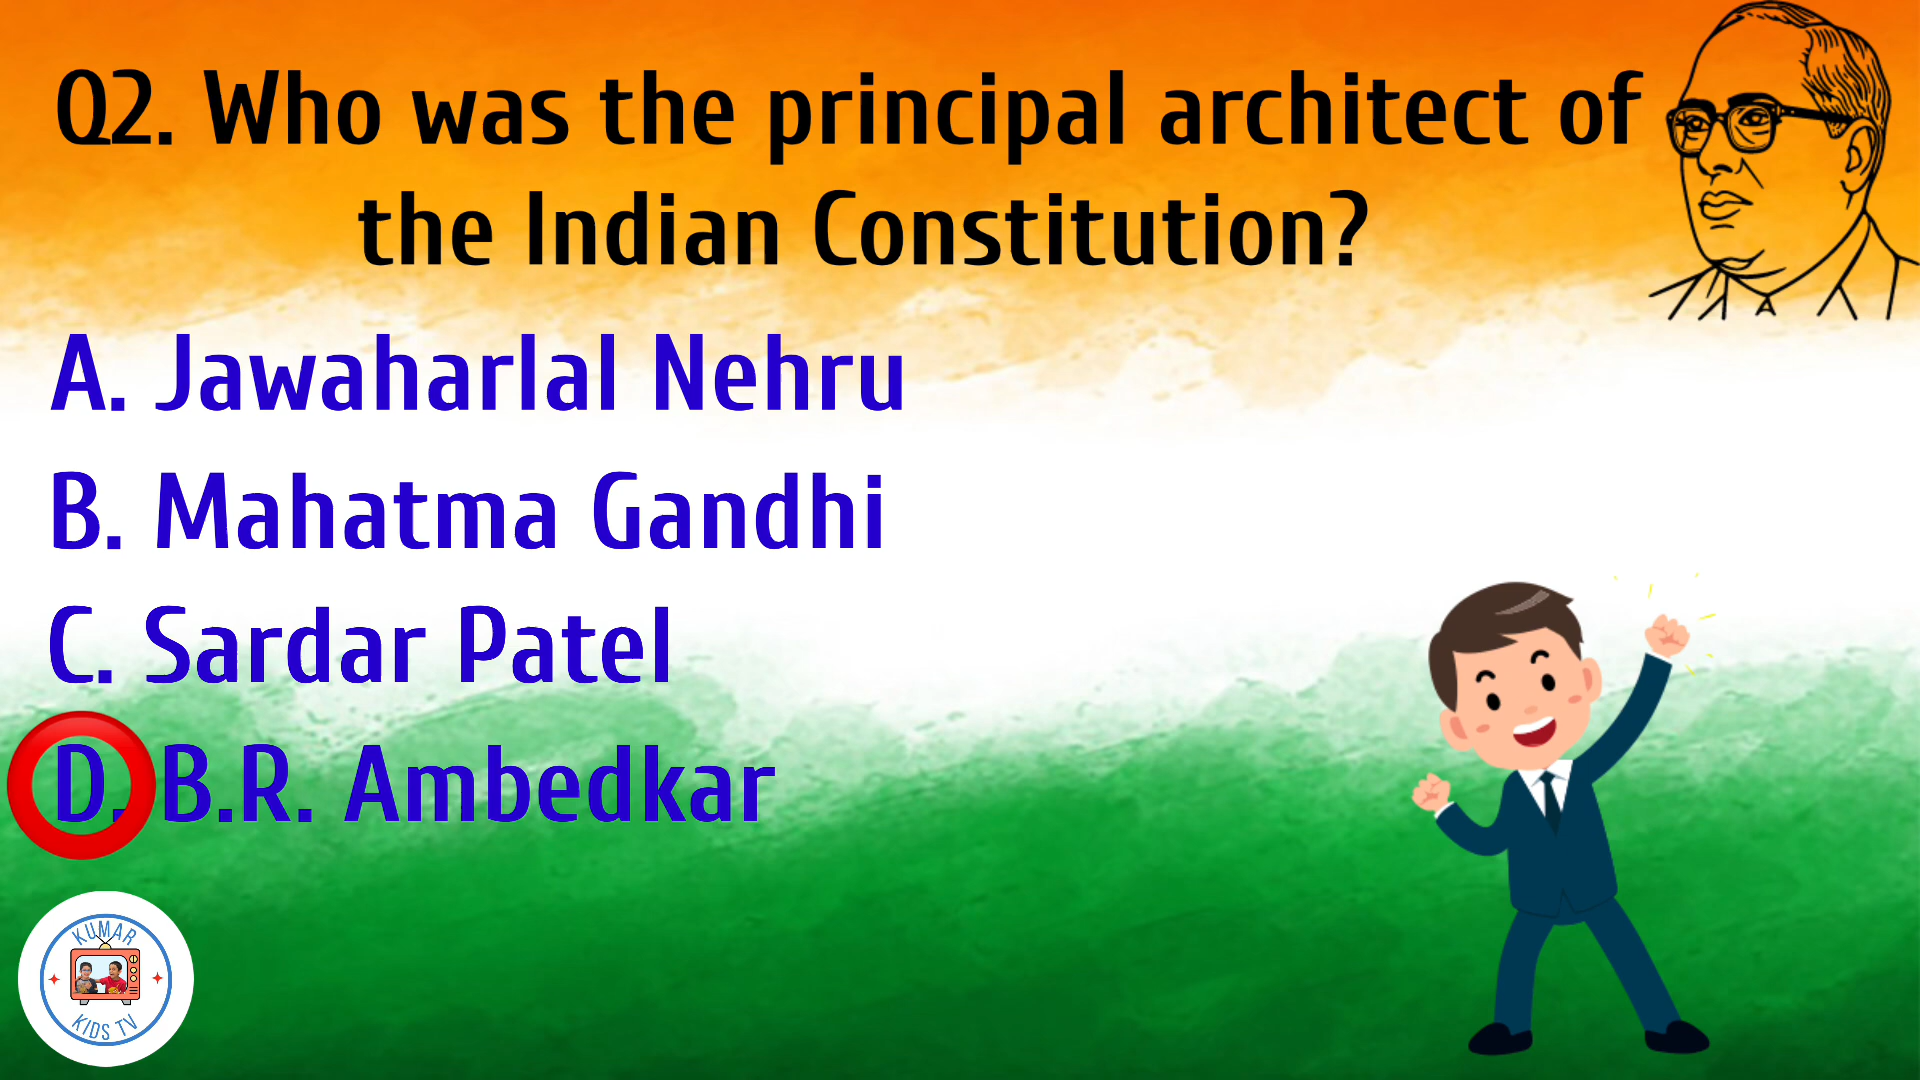 Q2. Who was the principal architect of
the Indian Constitution?
A. Jawaharlal Nehru
B. Mahatma Gandhi
C. Sardar Patel
D. B.R. Ambedkar
KUMAR
KIDS TV